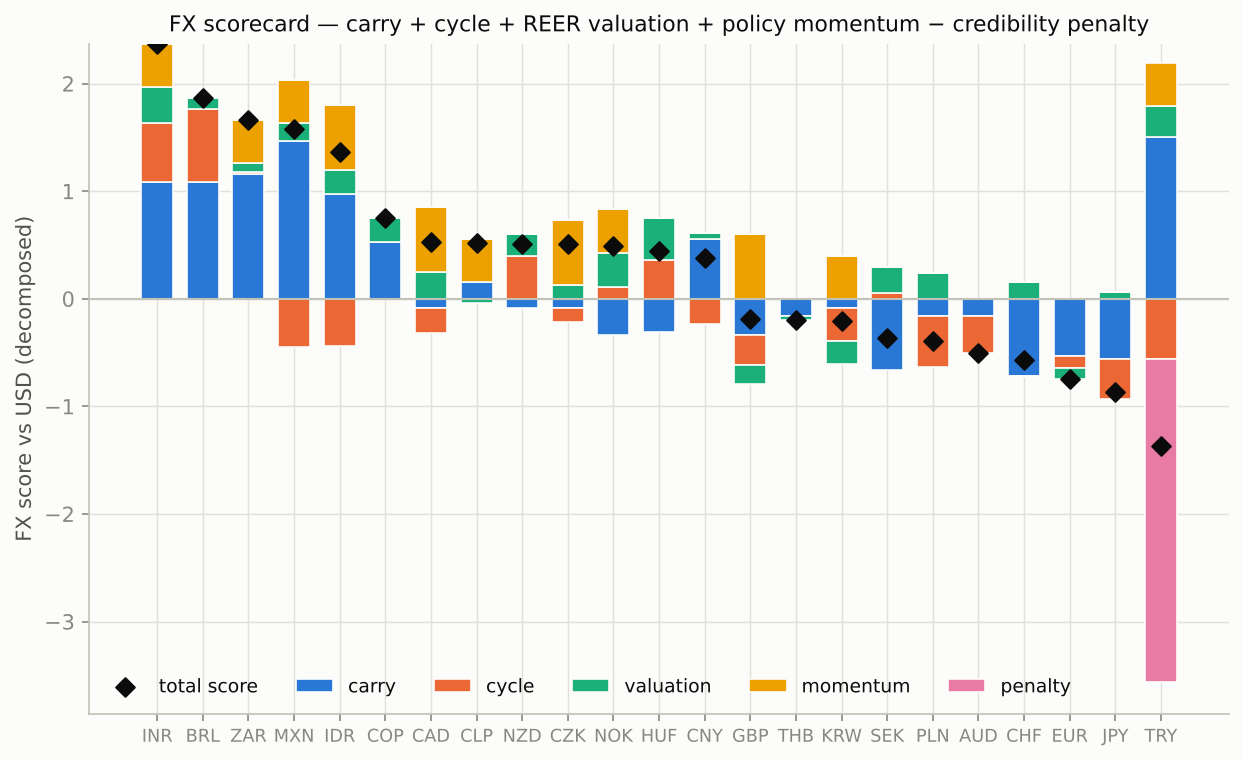 FX scorecard — carry + cycle + REER valuation + policy momentum − credibility penalty
FX score vs USD (decomposed)
2
1
0
−1
−2
−3
total score carry cycle valuation momentum penalty
INR BRL ZAR MXN IDR COP CAD CLP NZD CZK NOK HUF CNY GBP THB KRW SEK PLN AUD CHF EUR JPY TRY